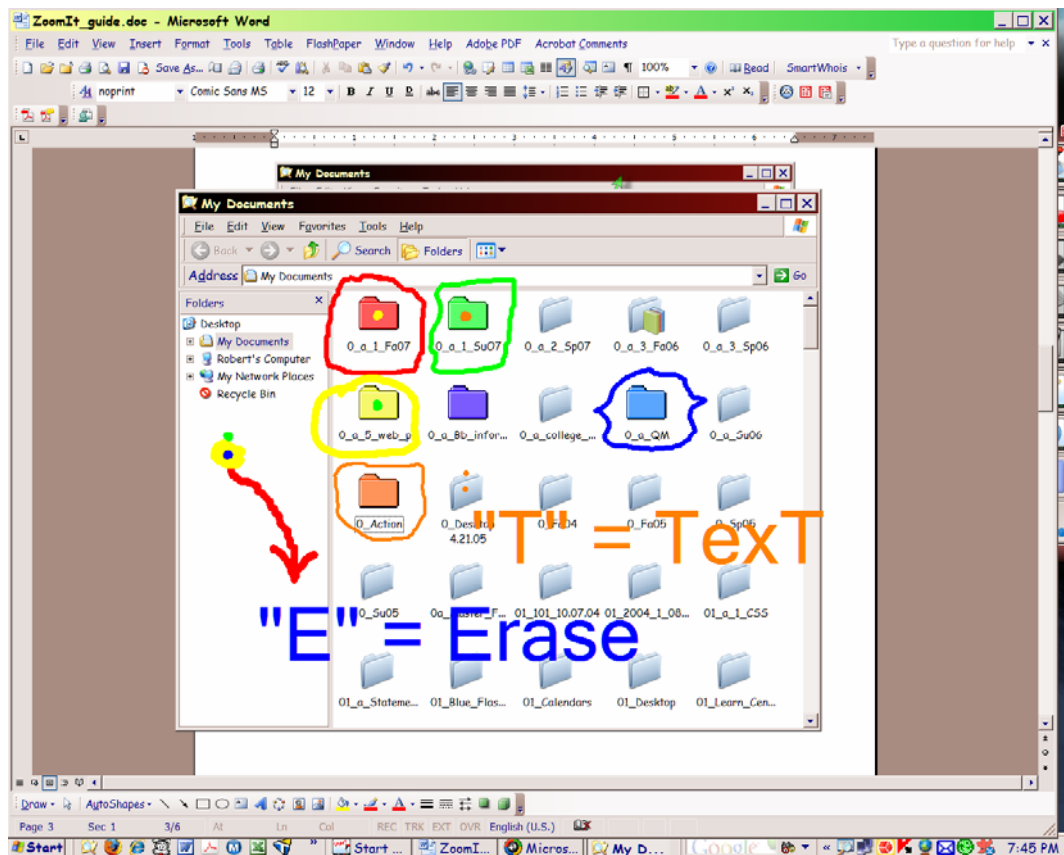 ZoomIt_guide.doc - Microsoft Word
File Edit View Insert Format Tools Table FlashPaper Window Help Adobe PDF Acrobat Comments
Type a question for help
Save As... 100% Read SmartWhois
noprint Comic Sans MS 12 B I U D
My Documents
My Documents
File Edit View Favorites Tools Help
Back Search Folders
Address My Documents Go
Folders
Desktop
My Documents
Robert's Computer
My Network Places
Recycle Bin
0_a_1_Fa07 0_a_1_Su07 0_a_2_Sp07 0_a_3_Fa06 0_a_3_Sp06
0_a_5_web_p 0_a_Bb_infor... 0_a_college_... 0_a_QM 0_a_Su06
0_Action 0_Desktop 0_Fa04 0_Fa05 0_Sp05
4.21.05
"T" = TexT
0_Su05 01_101_10.07.04 01_2004_1_08... 01_a_1_CSS
"E" = Erase
01_a_Stateme... 01_Blue_Flas... 01_Calendars 01_Desktop 01_Learn_Cen...
Draw AutoShapes
Page 3 Sec 1 3/6 At Ln Col REC TRK EXT OVR English (U.S.)
Start Start ... ZoomI... Micros... My D... Google 7:45 PM